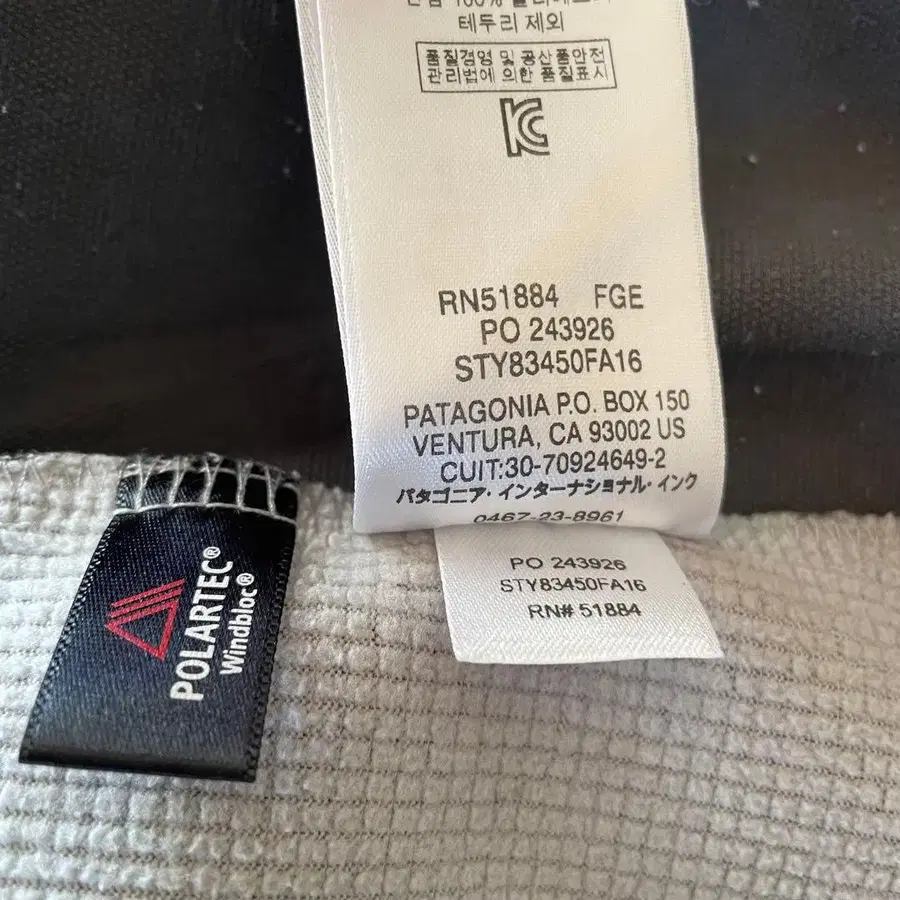 테두리 제외
품질경영 및 공산품안전
관리법에 의한 품질표시
RN51884 FGE
PO 243926
STY83450FA16
PATAGONIA P.O. BOX 150
VENTURA, CA 93002 US
CUIT:30-70924649-2
パタゴニア・インターナショナル・インク
0467-23-8961
PO 243926
STY83450FA16
RN# 51884
POLARTEC®
Windbloc®